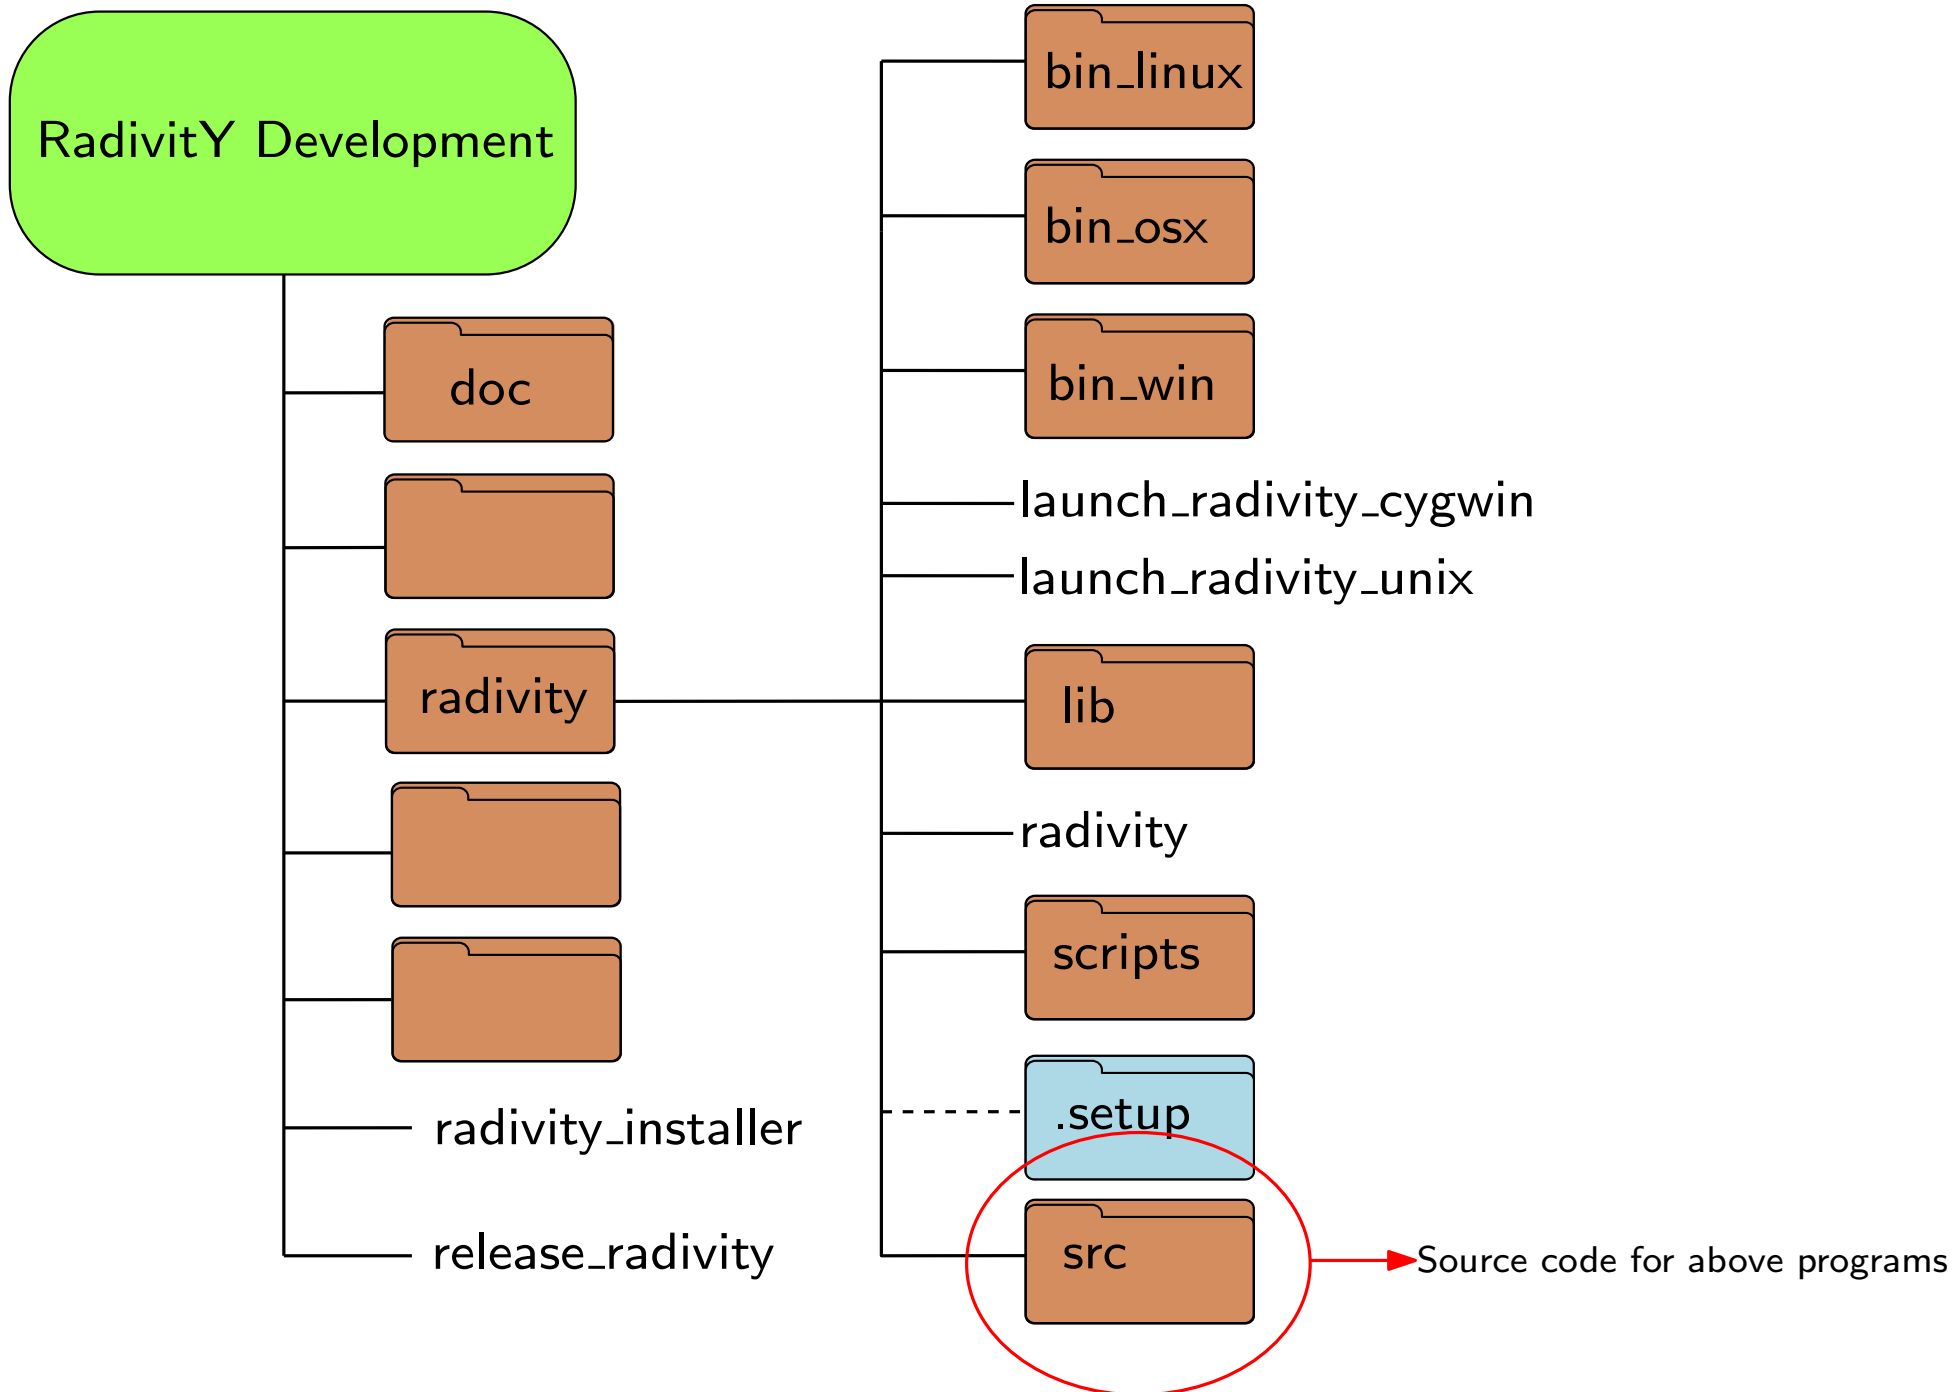 RadivitY Development
doc
radivity
radivity_installer
release_radivity
bin_linux
bin_osx
bin_win
launch_radivity_cygwin
launch_radivity_unix
lib
radivity
scripts
.setup
src
Source code for above programs